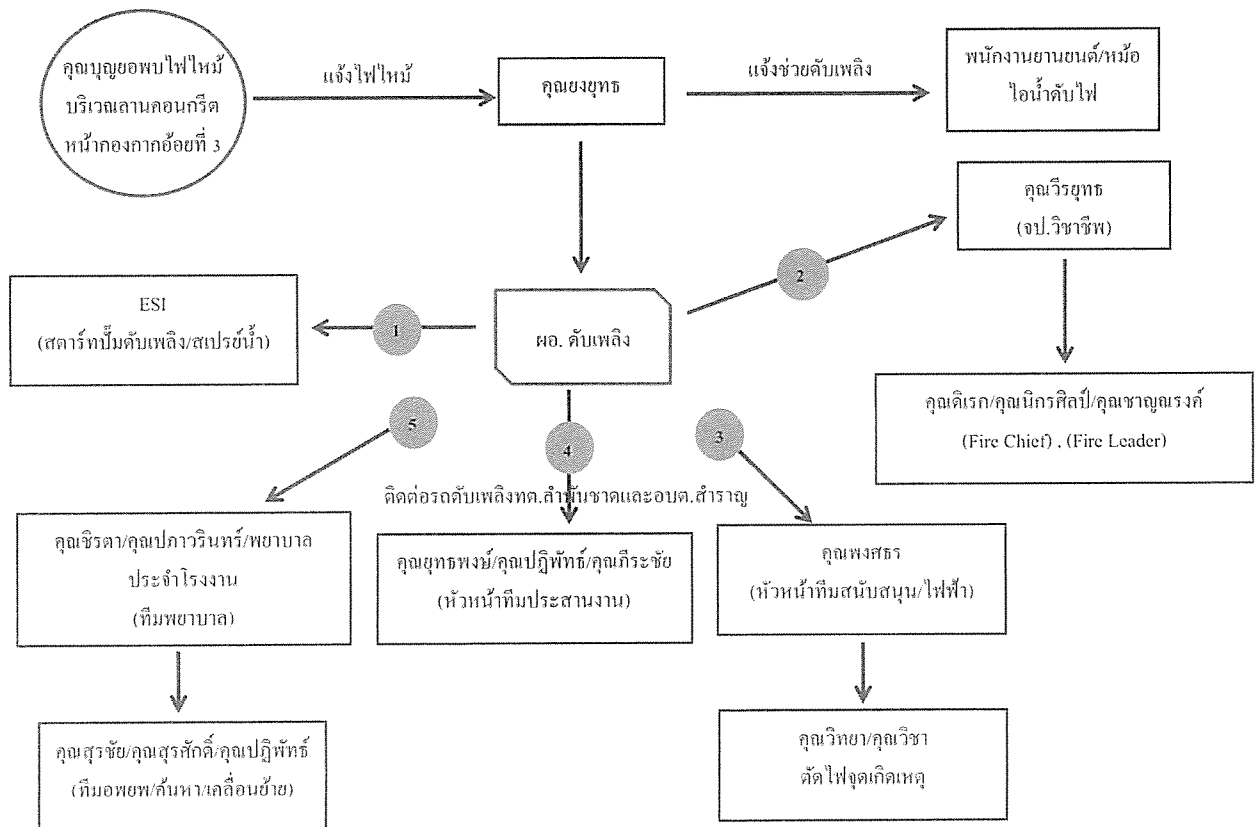 คุณบุญยอพบไฟไหม้
บริเวณลานคอนกรีต
หน้ากองกากอ้อยที่ 3
แจ้งไฟไหม้
คุณยงยุทธ
แจ้งช่วยดับเพลิง
พนักงานยานยนต์/หม้อ
ไอน้ำดับไฟ
คุณวีรยุทธ
(จป.วิชาชีพ)
2
ESI
(สตาร์ทปั๊มดับเพลิง/สเปรย์น้ำ)
1
ผอ. ดับเพลิง
คุณดิเรก/คุณนิกรศิลป์/คุณชาญณรงค์
(Fire Chief) , (Fire Leader)
5
4
3
ติดต่อรถดับเพลิงทต.ลำพันชาดและอบต.สำราญ
คุณชิรตา/คุณปภาวรินทร์/พยาบาล
ประจำโรงงาน
(ทีมพยาบาล)
คุณยุทธพงษ์/คุณปฎิพัทธ์/คุณภีระชัย
(หัวหน้าทีมประสานงาน)
คุณพงศธร
(หัวหน้าทีมสนับสนุน/ไฟฟ้า)
คุณสุรชัย/คุณสุรศักดิ์/คุณปฎิพัทธ์
(ทีมอพยพ/ค้นหา/เคลื่อนย้าย)
คุณวิทยา/คุณวิชา
ตัดไฟจุดเกิดเหตุ